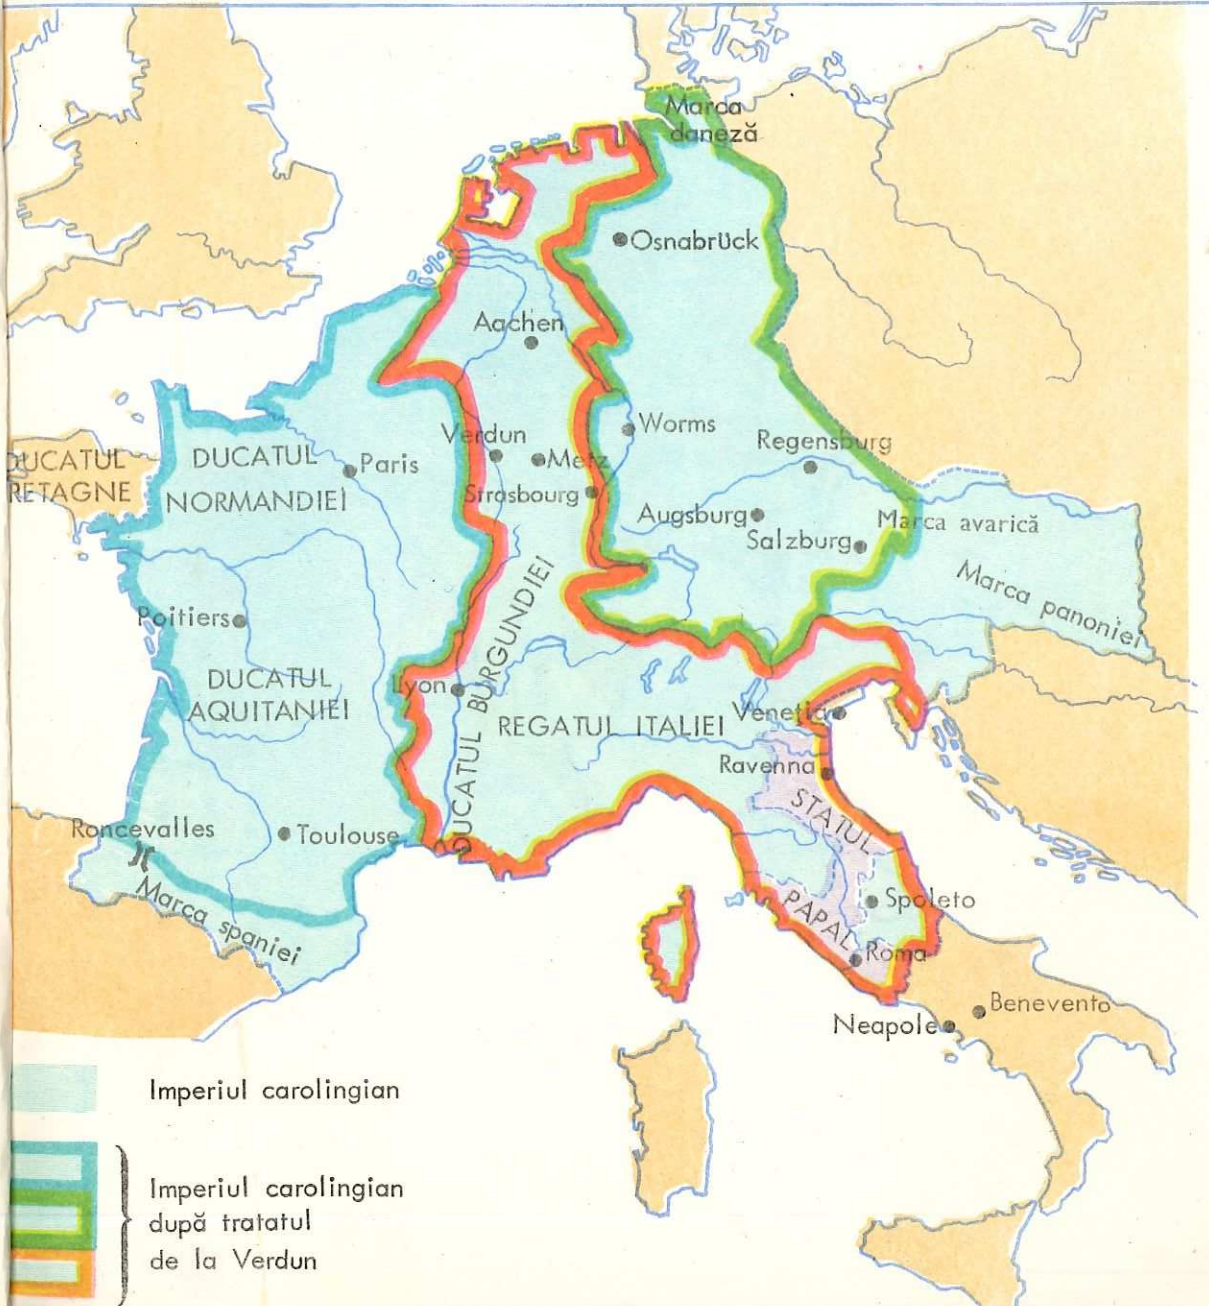 Marca
daneză
Osnabrück
Aachen
Worms
Verdun
Metz
Regensburg
DUCATUL
RETAGNE
DUCATUL
NORMANDIEI
Paris
Strasbourg
Augsburg
Salzburg
Marca avarică
Marca panoniei
Poitiers
DUCATUL
AQUITANIEI
Lyon
DUCATUL BURGUNDIEI
REGATUL ITALIEI
Veneția
Ravenna
STATUL
PAPAL
Roncevalles
Toulouse
Marca spaniei
Spoleto
Roma
Benevento
Neapole
Imperiul carolingian
Imperiul carolingian
după tratatul
de la Verdun